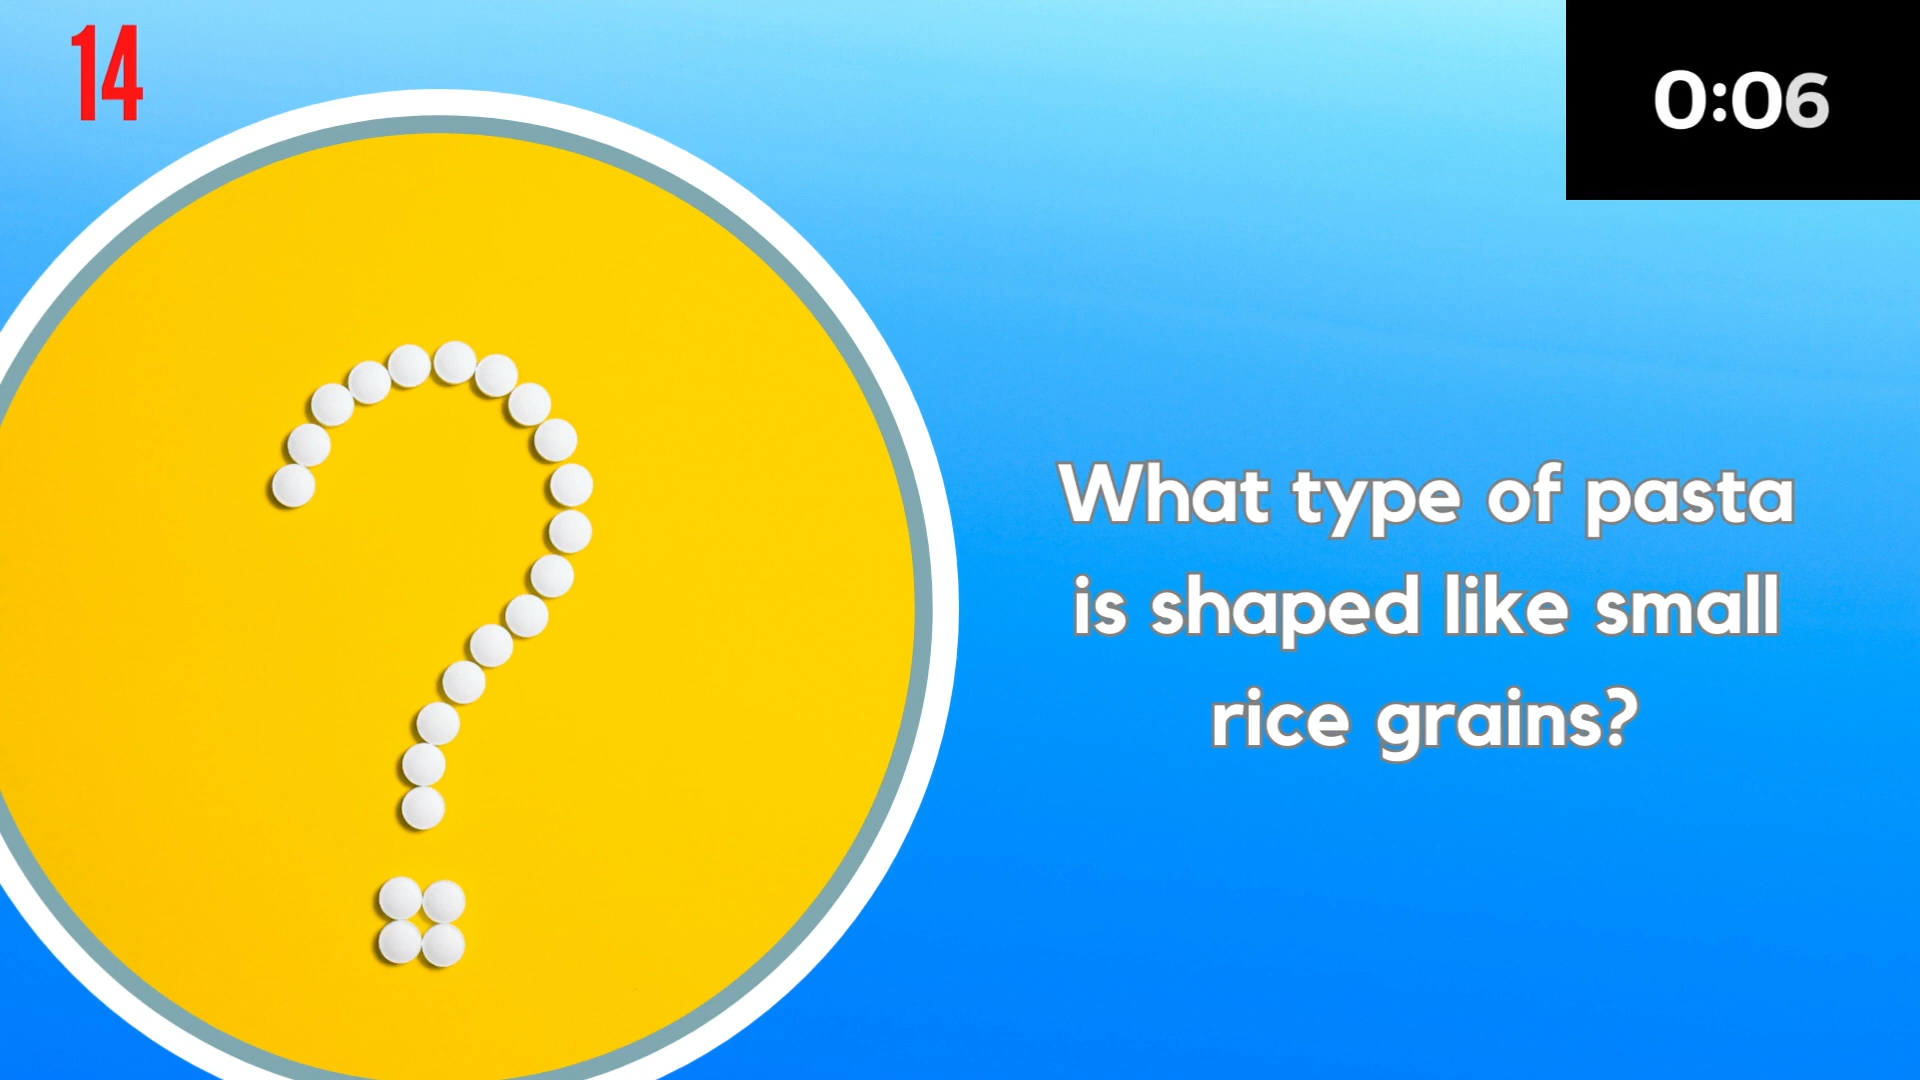 14
0:06
What type of pasta
is shaped like small
rice grains?